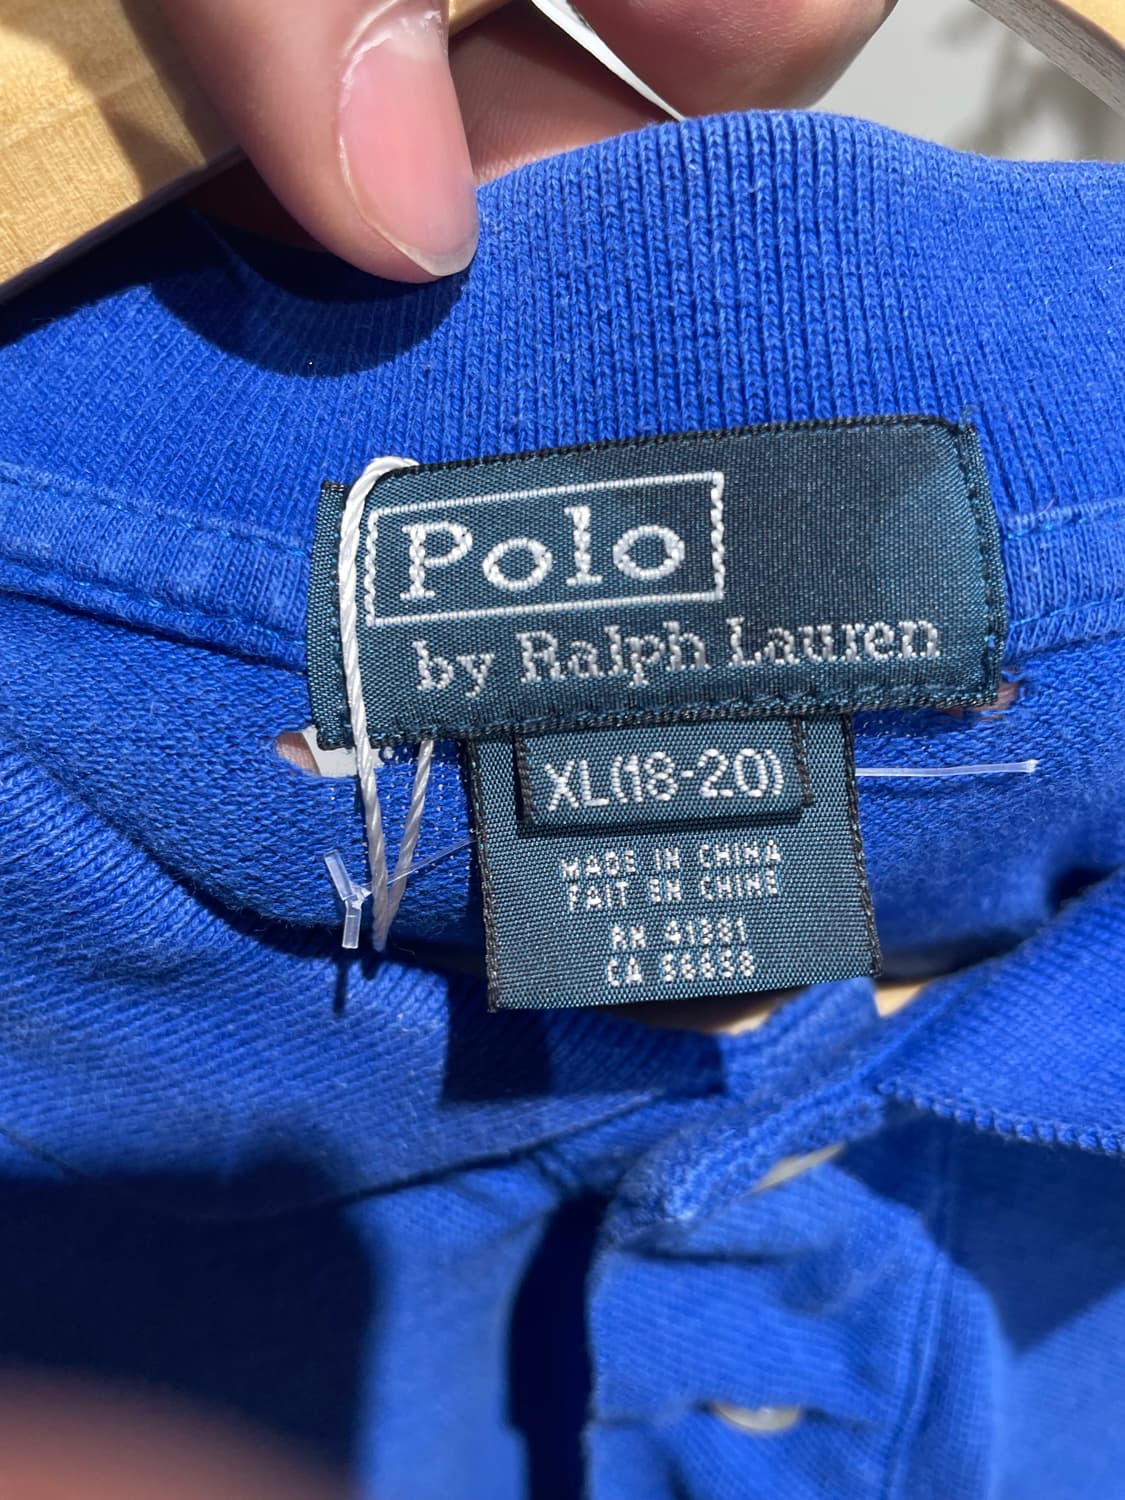 Polo
by Ralph Lauren
XL(18-20)
MADE IN CHINA
FAIT EN CHINE
RN 41381
CA 56658